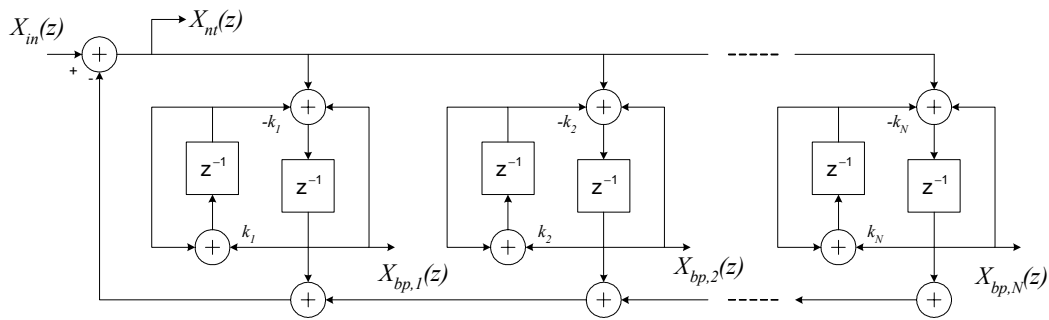 X_in(z)
X_nt(z)
+
-
+
+
+
+
-k_1
-k_2
-k_N
z^-1
z^-1
z^-1
z^-1
z^-1
z^-1
k_1
k_2
k_N
+
+
+
X_bp,1(z)
X_bp,2(z)
X_bp,N(z)
+
+
+